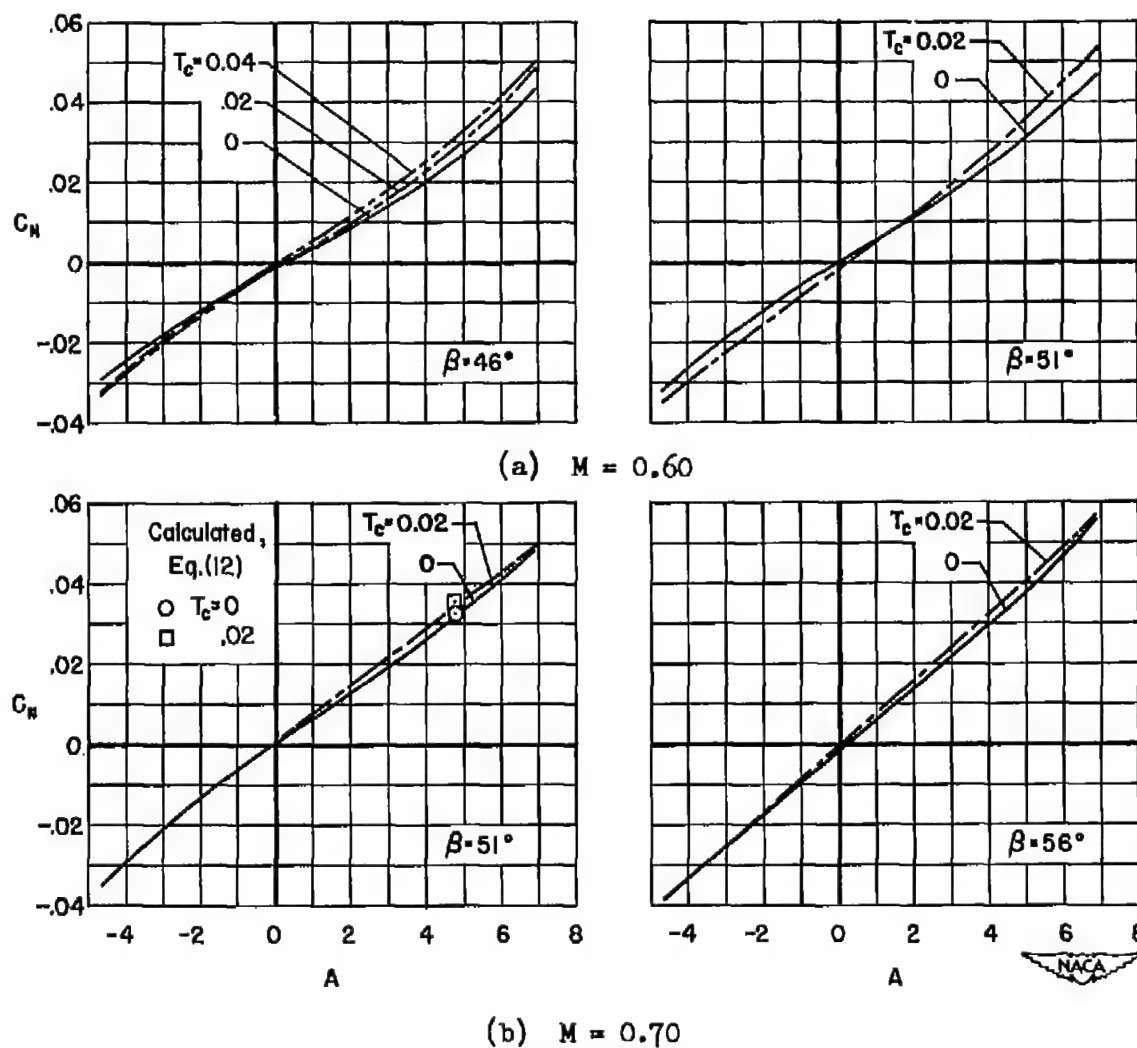 .06
.04
.02
0
-.02
-.04
C_N
T_c=0.04
.02
0
β=46°
T_c=0.02
0
β=51°
(a) M = 0.60
.06
.04
.02
0
-.02
-.04
C_N
Calculated,
Eq.(12)
○ T_c=0
□ .02
T_c=0.02
0
β=51°
T_c=0.02
0
β=56°
-4 -2 0 2 4 6 8
-4 -2 0 2 4 6 8
A
A
NACA
(b) M = 0.70